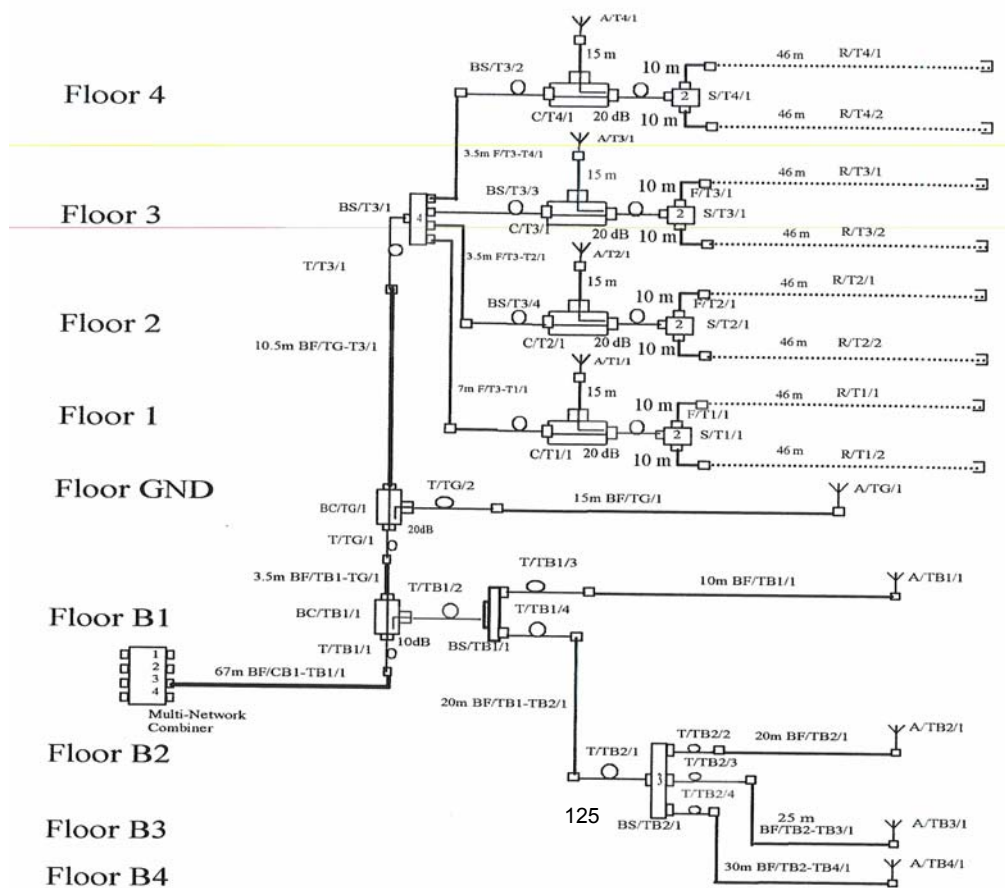 A/T4/1
15 m
46 m R/T4/1
10 m
BS/T3/2
Floor 4
2 S/T4/1
C/T4/1
20 dB
10 m
46 m R/T4/2
A/T3/1
3.5m F/T3-T4/1
15 m
46 m R/T3/1
10 m
F/T3/1
BS/T3/3
Floor 3
BS/T3/1
4
2 S/T3/1
C/T3/1
20 dB
10 m
46 m R/T3/2
A/T2/1
T/T3/1
3.5m F/T3-T2/1
15 m
46 m R/T2/1
10 m
F/T2/1
BS/T3/4
Floor 2
2 S/T2/1
C/T2/1
20 dB
10 m
46 m R/T2/2
10.5m BF/TG-T3/1
A/T1/1
7m F/T3-T1/1
15 m
46 m R/T1/1
10 m
F/T1/1
Floor 1
2 S/T1/1
C/T1/1
20 dB
10 m
46 m R/T1/2
Floor GND
T/TG/2
15m BF/TG/1
A/TG/1
BC/TG/1
20dB
T/TG/1
3.5m BF/TB1-TG/1
T/TB1/2
T/TB1/3
10m BF/TB1/1
A/TB1/1
Floor B1
BC/TB1/1
T/TB1/4
10dB
BS/TB1/1
T/TB1/1
1
2
3
4
67m BF/CB1-TB1/1
Multi-Network
Combiner
20m BF/TB1-TB2/1
Floor B2
T/TB2/1
T/TB2/2
20m BF/TB2/1
A/TB2/1
3
T/TB2/3
T/TB2/4
125
BS/TB2/1
Floor B3
25 m
BF/TB2-TB3/1
A/TB3/1
30m BF/TB2-TB4/1
A/TB4/1
Floor B4